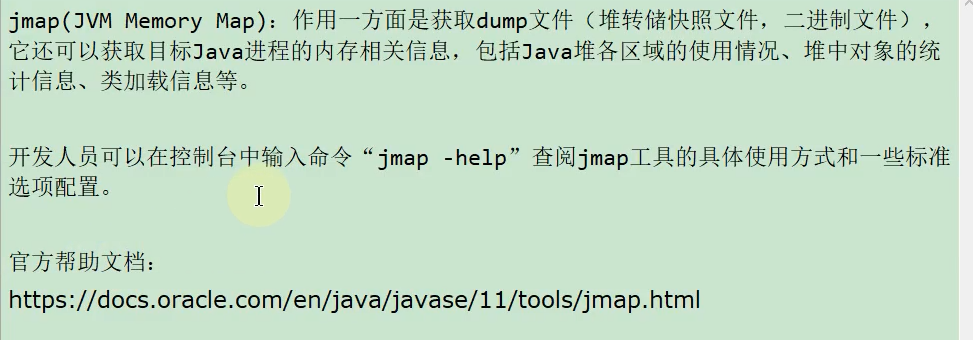 jmap(JVM Memory Map)：作用一方面是获取dump文件（堆转储快照文件，二进制文件），
它还可以获取目标Java进程的内存相关信息，包括Java堆各区域的使用情况、堆中对象的统
计信息、类加载信息等。
开发人员可以在控制台中输入命令“jmap -help”查阅jmap工具的具体使用方式和一些标准
选项配置。
官方帮助文档：
https://docs.oracle.com/en/java/javase/11/tools/jmap.html